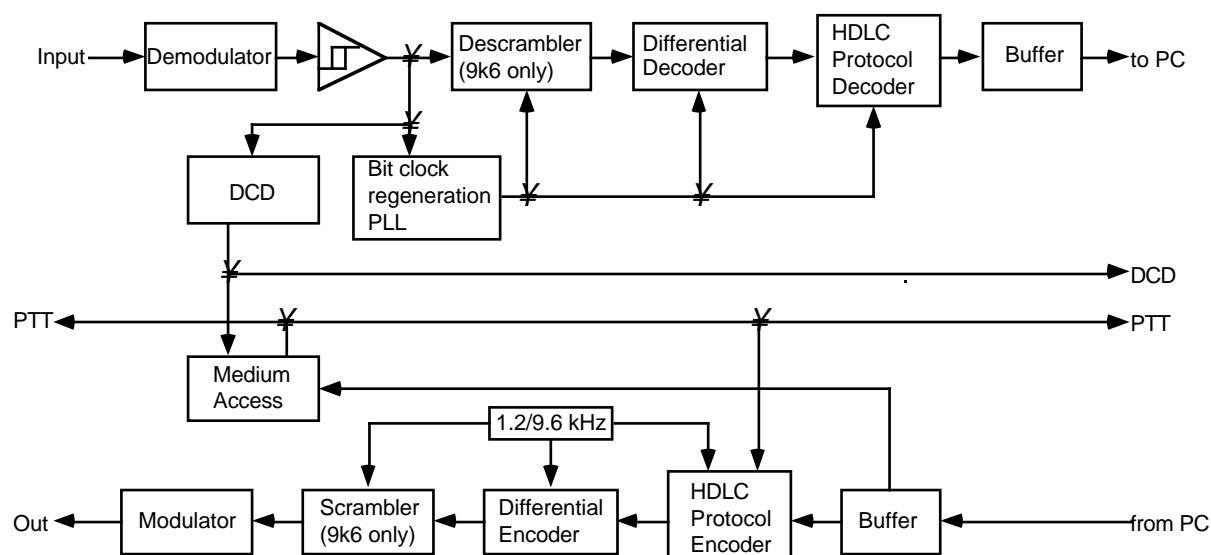 Input
Demodulator
¥
Descrambler
(9k6 only)
Differential
Decoder
HDLC
Protocol
Decoder
Buffer
to PC
¥
DCD
Bit clock
regeneration
PLL
¥
¥
¥
DCD
PTT
¥
¥
PTT
Medium
Access
1.2/9.6 kHz
Out
Modulator
Scrambler
(9k6 only)
Differential
Encoder
HDLC
Protocol
Encoder
Buffer
from PC